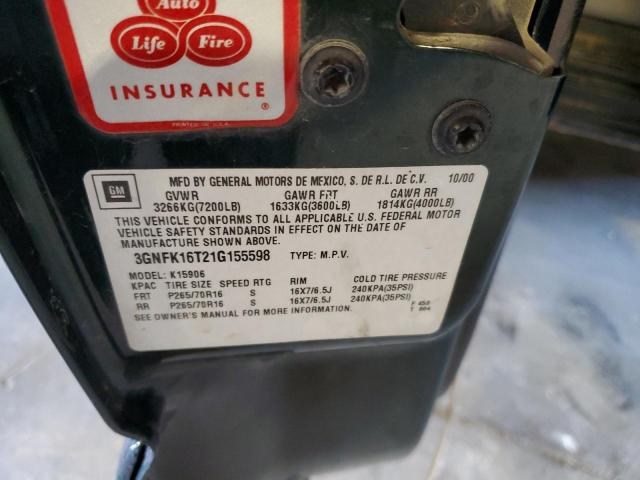 Auto
Life Fire
INSURANCE
®
PRINTED IN U.S.A.
GM
MFD BY GENERAL MOTORS DE MEXICO, S. DE R.L. DE C.V. 10/00
GVWR GAWR FRT GAWR RR
3266KG(7200LB) 1633KG(3600LB) 1814KG(4000LB)
THIS VEHICLE CONFORMS TO ALL APPLICABLE U.S. FEDERAL MOTOR
VEHICLE SAFETY STANDARDS IN EFFECT ON THE DATE OF
MANUFACTURE SHOWN ABOVE.
3GNFK16T21G155598 TYPE: M.P.V.
MODEL: K15906
KPAC TIRE SIZE SPEED RTG RIM COLD TIRE PRESSURE
FRT P265/70R16 S 16X7/6.5J 240KPA(35PSI)
RR P265/70R16 S 16X7/6.5J 240KPA(35PSI)
SEE OWNER'S MANUAL FOR MORE INFORMATION.
F 450
T 864